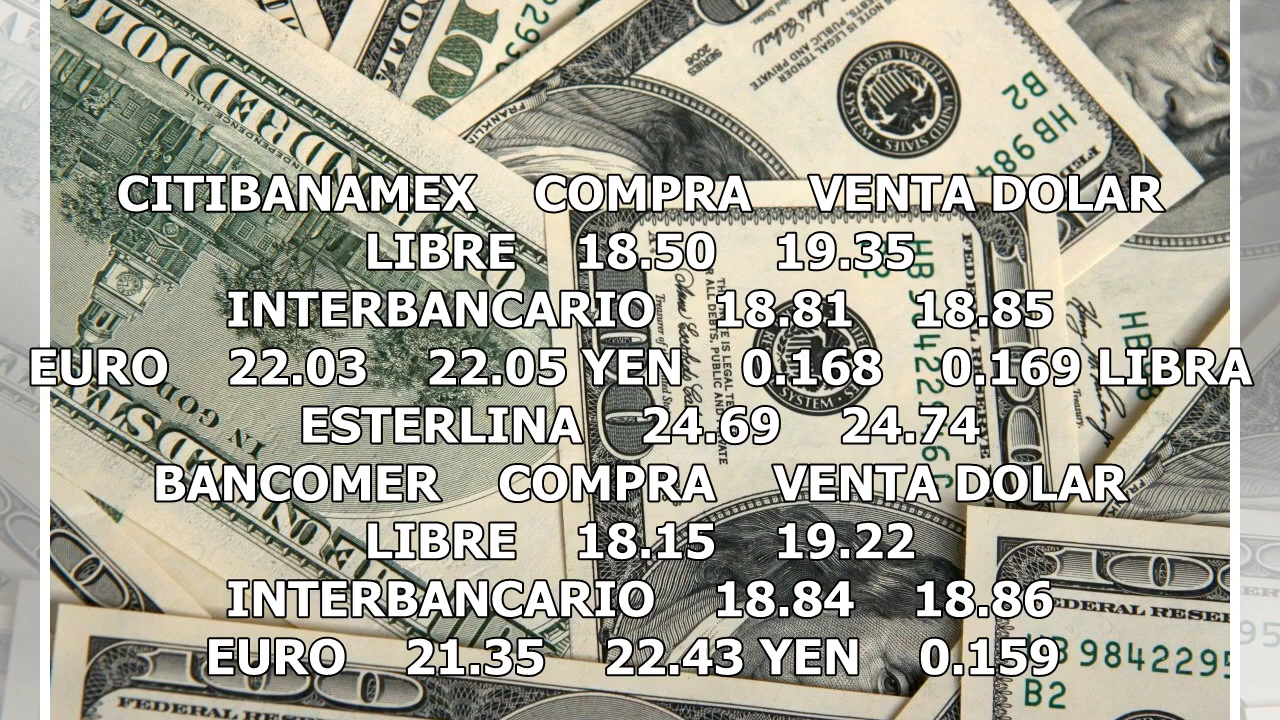 CITIBANAMEX COMPRA VENTA DOLAR
LIBRE 18.50 19.35
INTERBANCARIO 18.81 18.85
EURO 22.03 22.05 YEN 0.168 0.169 LIBRA
ESTERLINA 24.69 24.74
BANCOMER COMPRA VENTA DOLAR
LIBRE 18.15 19.22
INTERBANCARIO 18.84 18.86
EURO 21.35 22.43 YEN 0.159